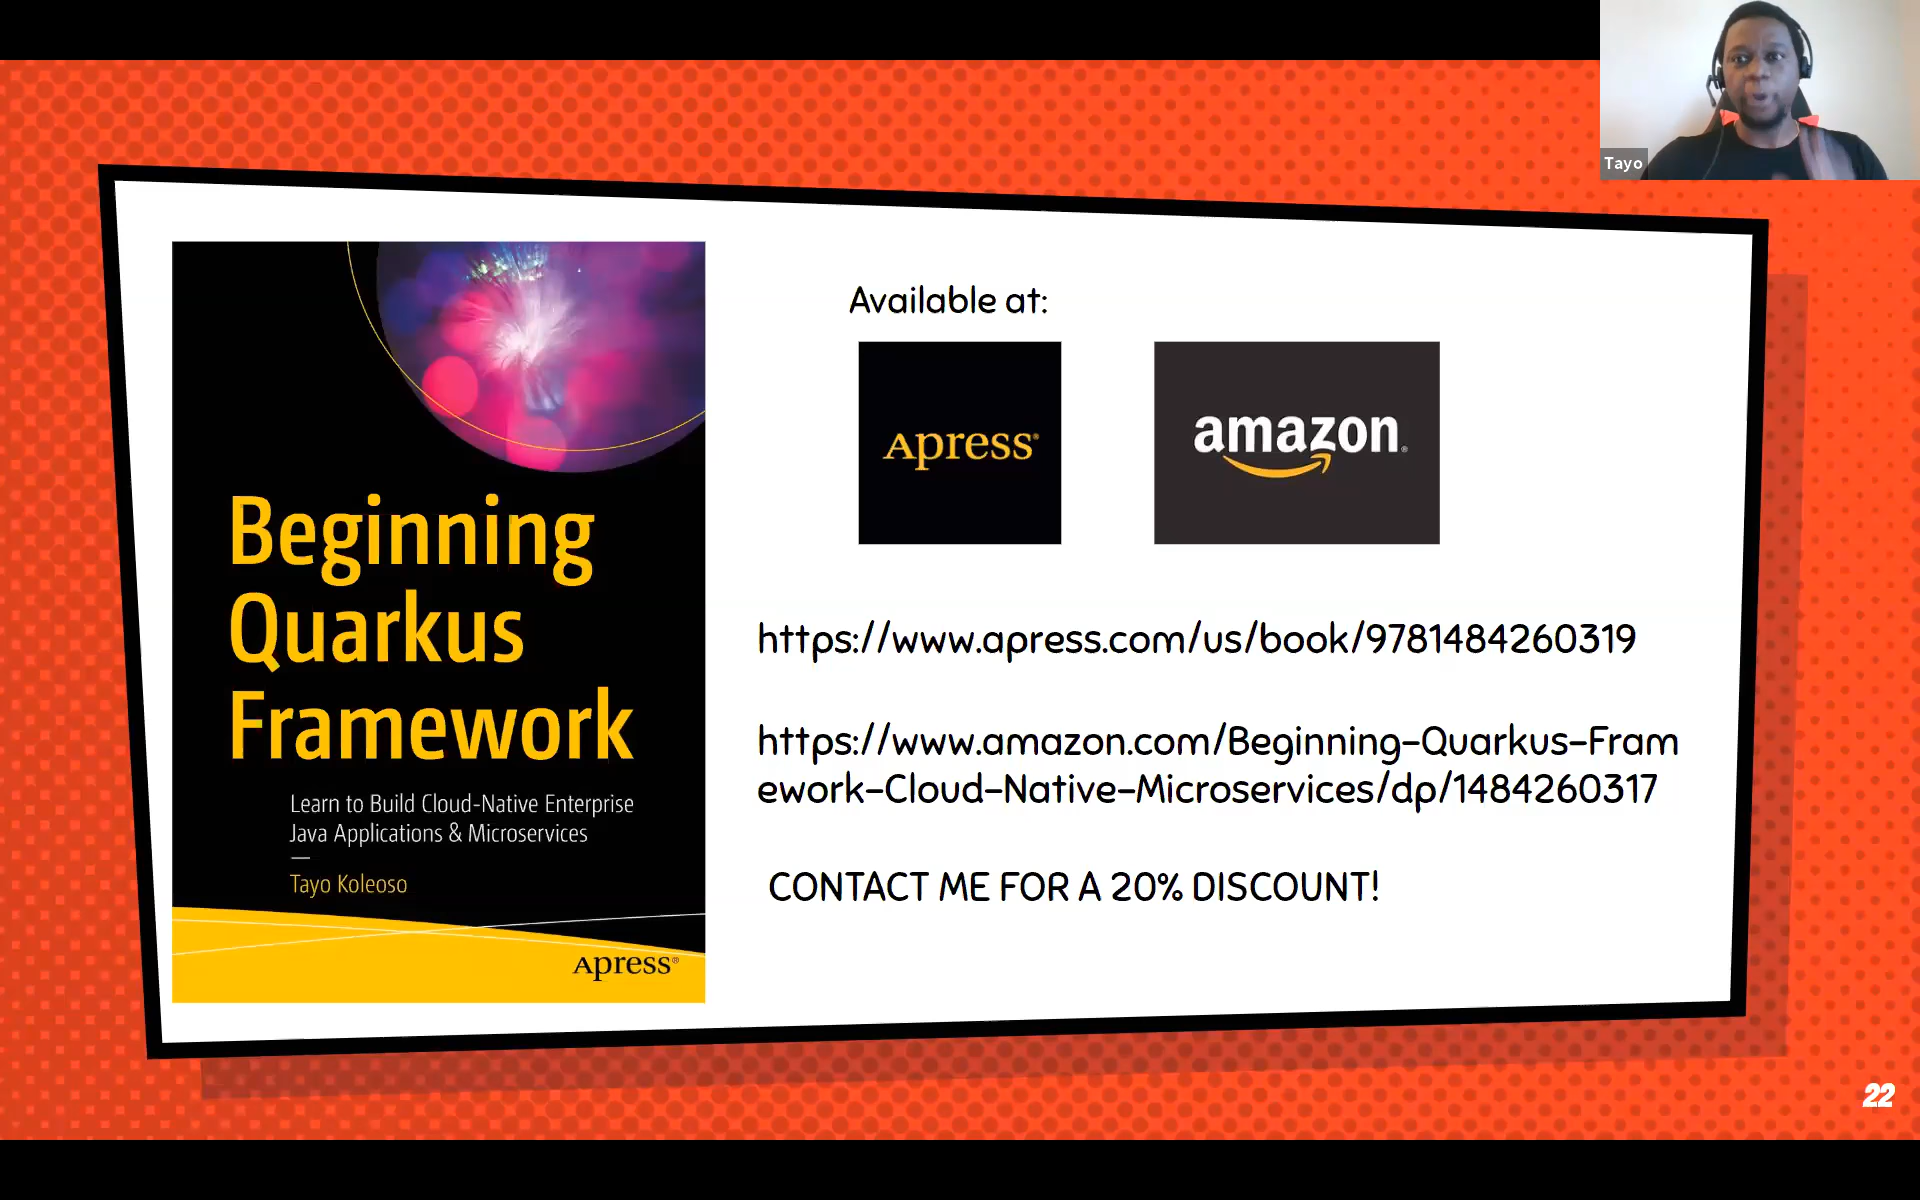 Tayo
Beginning
Quarkus
Framework
Learn to Build Cloud-Native Enterprise
Java Applications & Microservices
—
Tayo Koleoso
Apress®
Available at:
Apress®
amazon®
https://www.apress.com/us/book/9781484260319
https://www.amazon.com/Beginning-Quarkus-Fram
ework-Cloud-Native-Microservices/dp/1484260317
CONTACT ME FOR A 20% DISCOUNT!
22